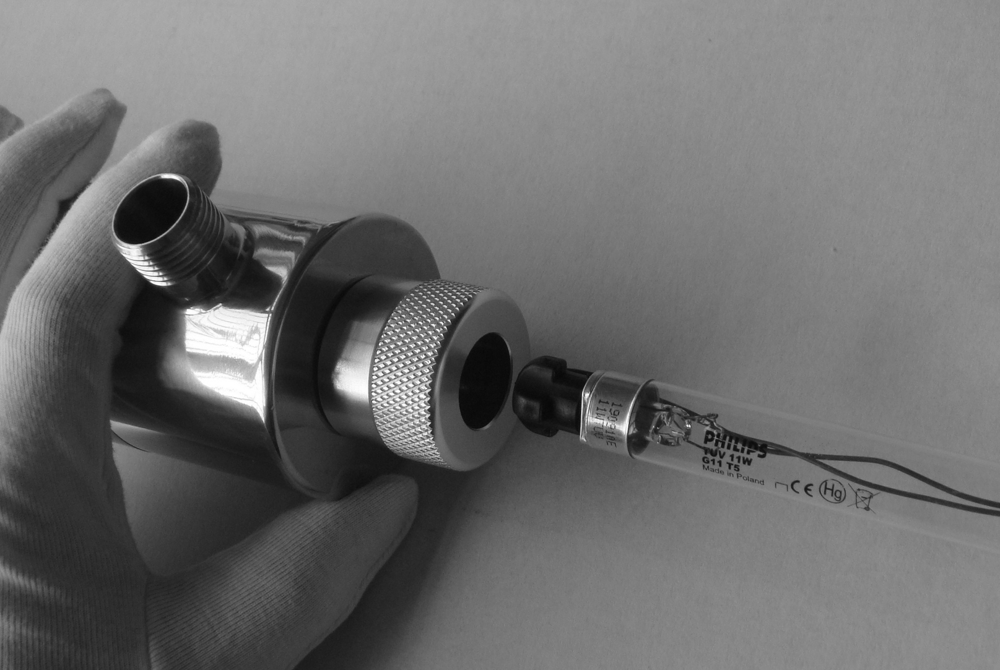 PHILIPS
TUV 11W
G11 T5
Made in Poland
CE Hg